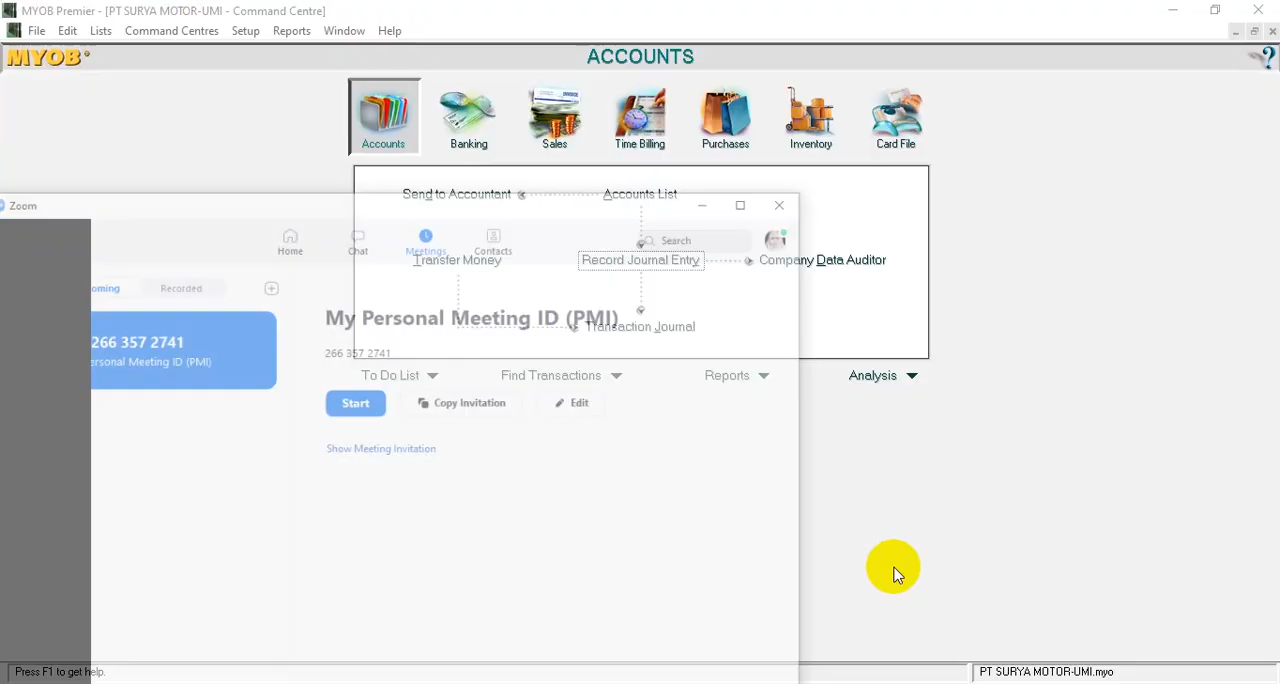 MYOB Premier - [PT SURYA MOTOR-UMI - Command Centre]
File Edit Lists Command Centres Setup Reports Window Help
MYOB
ACCOUNTS
?
Accounts Banking Sales Time Billing Purchases Inventory Card File
Send to Accountant Accounts List
Zoom
Home Chat Meetings Contacts
Search
Transfer Money Record Journal Entry Company Data Auditor
oming Recorded
My Personal Meeting ID (PMI)
Transaction Journal
266 357 2741
ersonal Meeting ID (PMI)
266 357 2741
To Do List Find Transactions Reports Analysis
Start Copy Invitation Edit
Show Meeting Invitation
Press F1 to get help.
PT SURYA MOTOR-UMI.myo